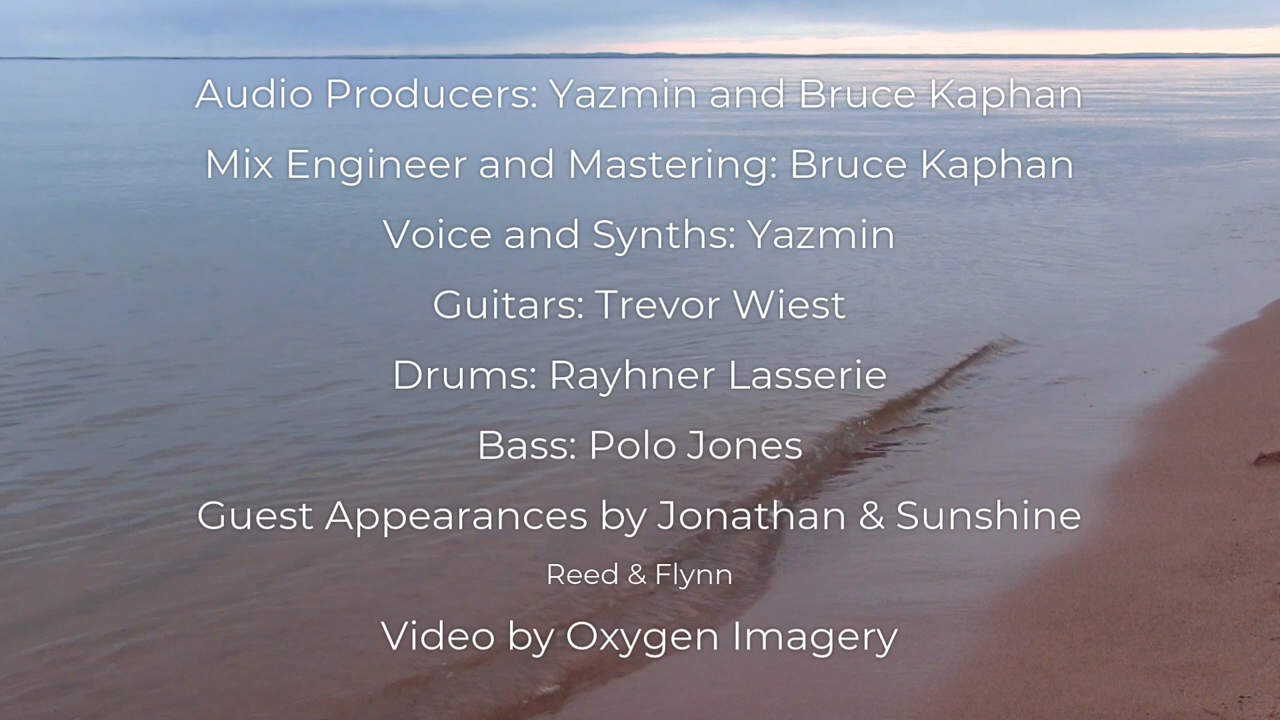 Audio Producers: Yazmin and Bruce Kaphan
Mix Engineer and Mastering: Bruce Kaphan
Voice and Synths: Yazmin
Guitars: Trevor Wiest
Drums: Rayhner Lasserie
Bass: Polo Jones
Guest Appearances by Jonathan & Sunshine
Reed & Flynn
Video by Oxygen Imagery